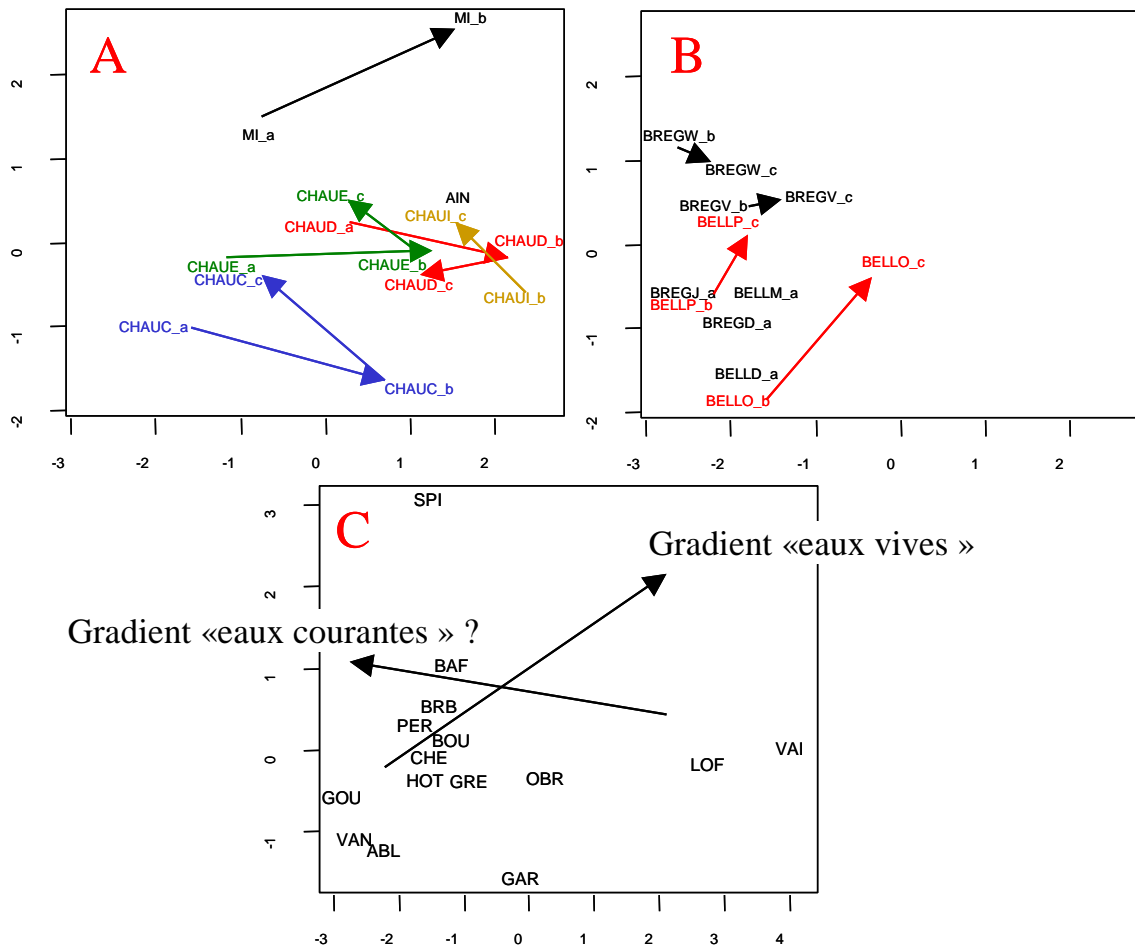 A
MI_b
MI_a
CHAUE_c
AIN
CHAUI_c
CHAUD_a
CHAUD_b
CHAUE_a
CHAUE_b
CHAUC_c
CHAUD_c
CHAUI_b
CHAUC_a
CHAUC_b
2
1
0
-1
-2
-3 -2 -1 0 1 2
B
BREGW_b
BREGW_c
BREGV_b
BREGV_c
BELLP_c
BELLO_c
BREGJ_a
BELLM_a
BELLP_b
BREGD_a
BELLD_a
BELLO_b
2
1
0
-1
-2
-3 -2 -1 0 1 2
C
SPI
Gradient «eaux vives »
Gradient «eaux courantes » ?
BAF
BRB
PER
BOU
CHE
VAI
LOF
HOT
GRE
OBR
GOU
VAN
ABL
GAR
3
2
1
0
-1
-3 -2 -1 0 1 2 3 4